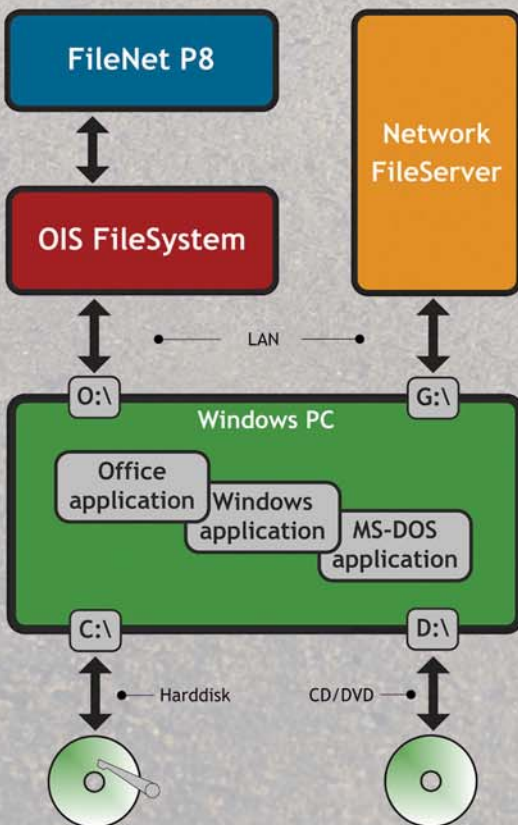 FileNet P8
Network
FileServer
OIS FileSystem
LAN
O:\
G:\
Windows PC
Office
application
Windows
application
MS-DOS
application
C:\
D:\
Harddisk
CD/DVD